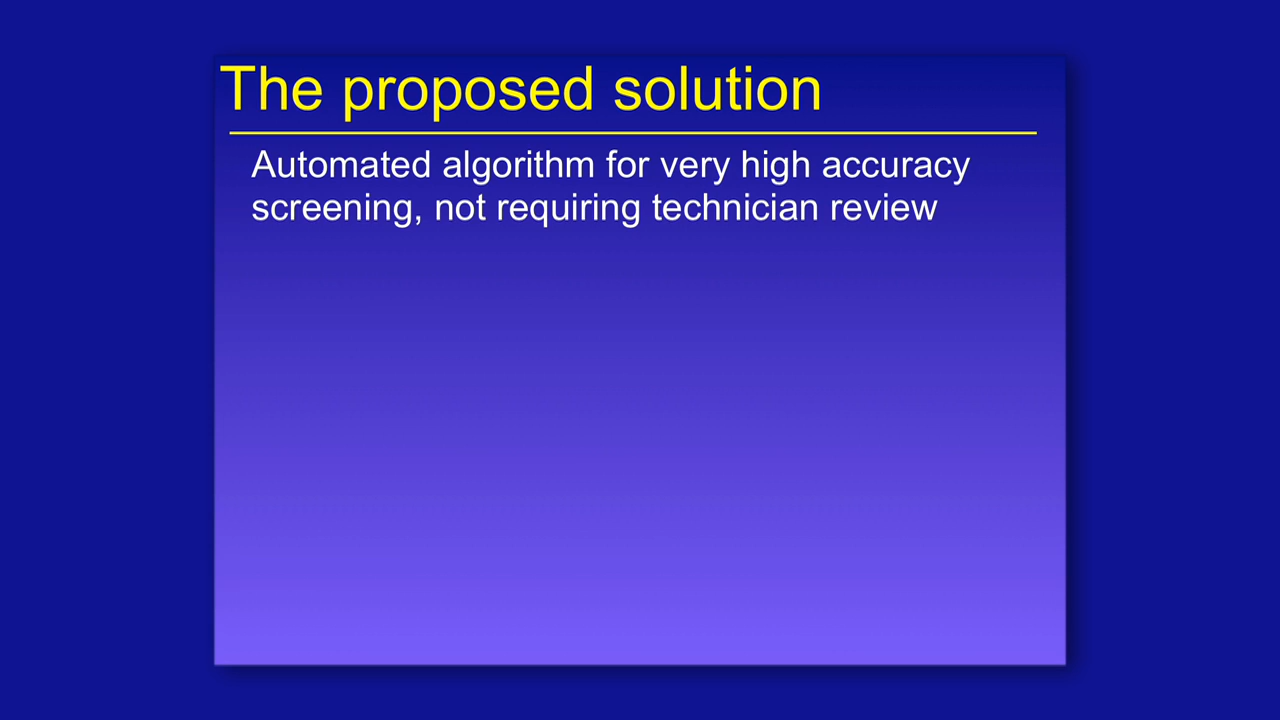 The proposed solution
Automated algorithm for very high accuracy
screening, not requiring technician review